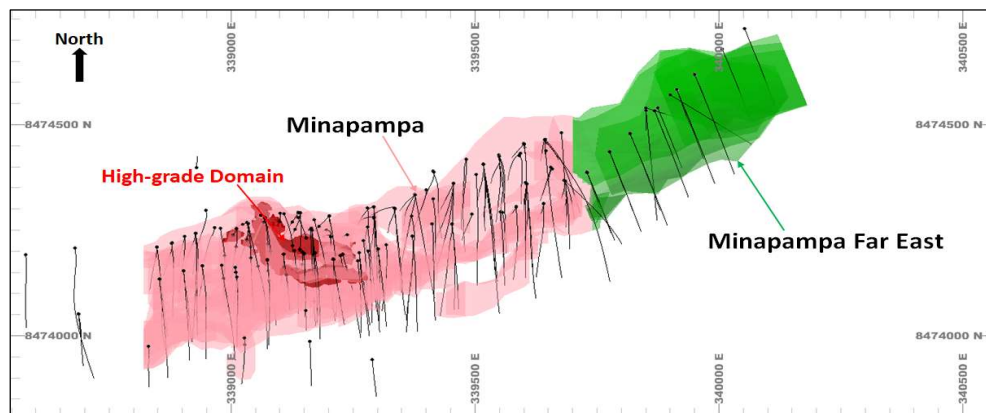 North
339000 E
339500 E
340000 E
340500 E
8474500 N
8474500 N
Minapampa
High-grade Domain
Minapampa Far East
8474000 N
8474000 N
339000 E
339500 E
340000 E
340500 E